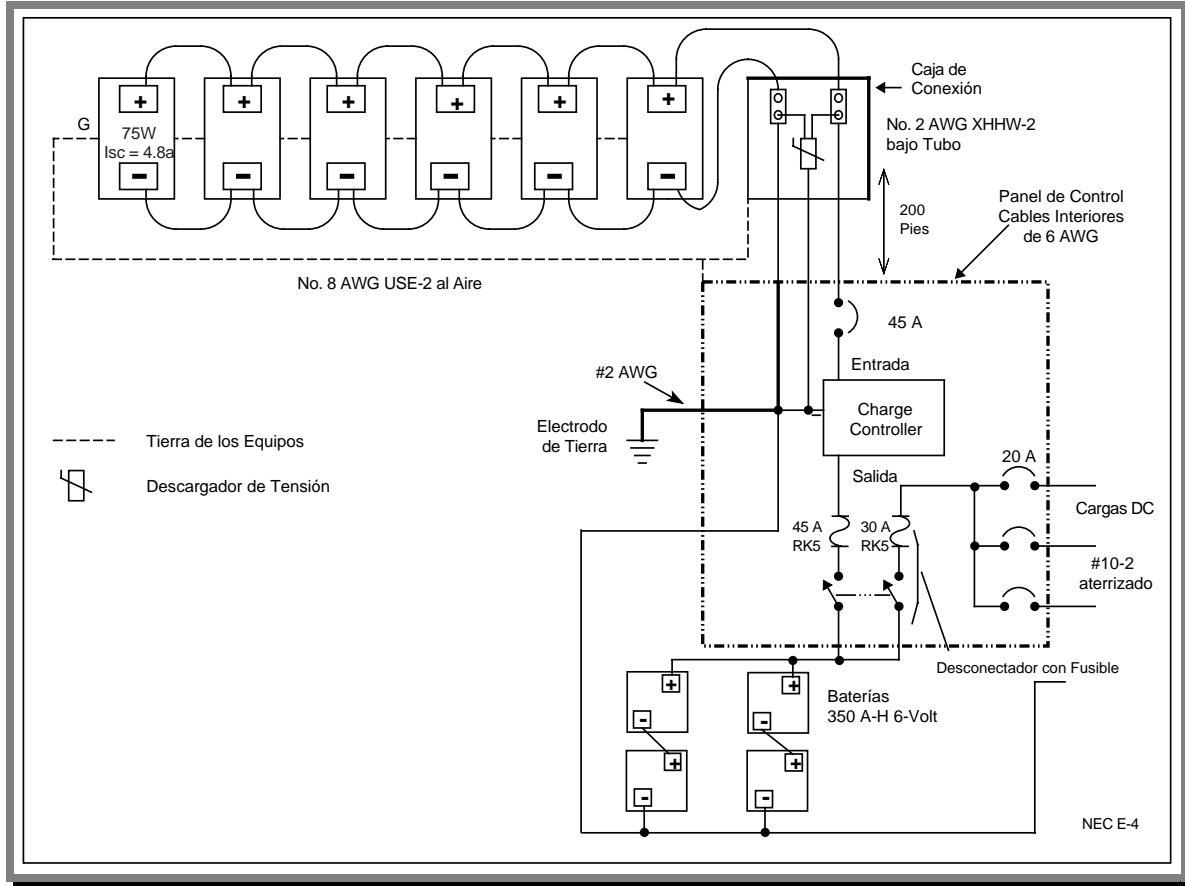 + + + + + +
G
75W
Isc = 4.8a
- - - - - -
Caja de
Conexión
No. 2 AWG XHHW-2
bajo Tubo
200
Pies
Panel de Control
Cables Interiores
de 6 AWG
No. 8 AWG USE-2 al Aire
45 A
Entrada
#2 AWG
Charge
Controller
-
Electrodo
de Tierra
Tierra de los Equipos
Descargador de Tensión
Salida
20 A
Cargas DC
45 A
RK5
30 A
RK5
#10-2
aterrizado
Desconectador con Fusible
+ +
- -
Baterías
350 A-H 6-Volt
+ +
- -
NEC E-4